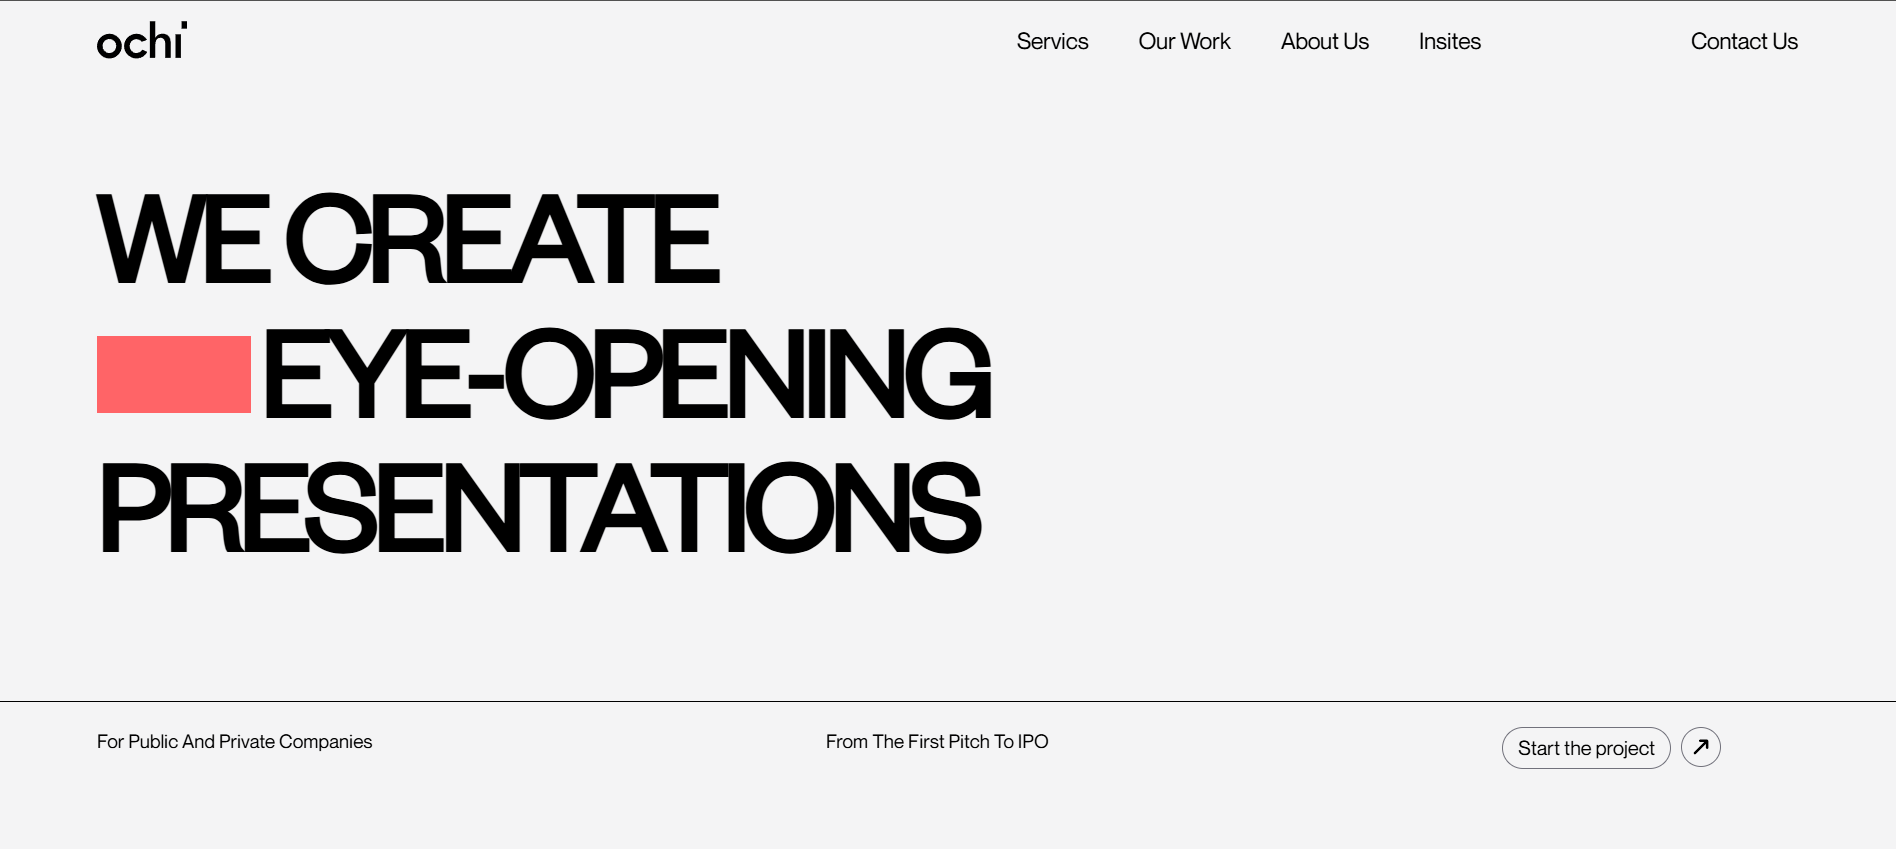 ochi
Servics Our Work About Us Insites Contact Us
WE CREATE
EYE-OPENING
PRESENTATIONS
For Public And Private Companies From The First Pitch To IPO Start the project